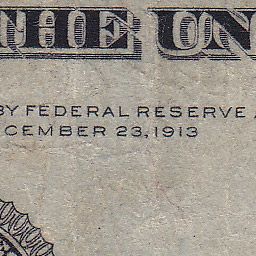 THE UN
BY FEDERAL RESERVE
CEMBER 23,1913